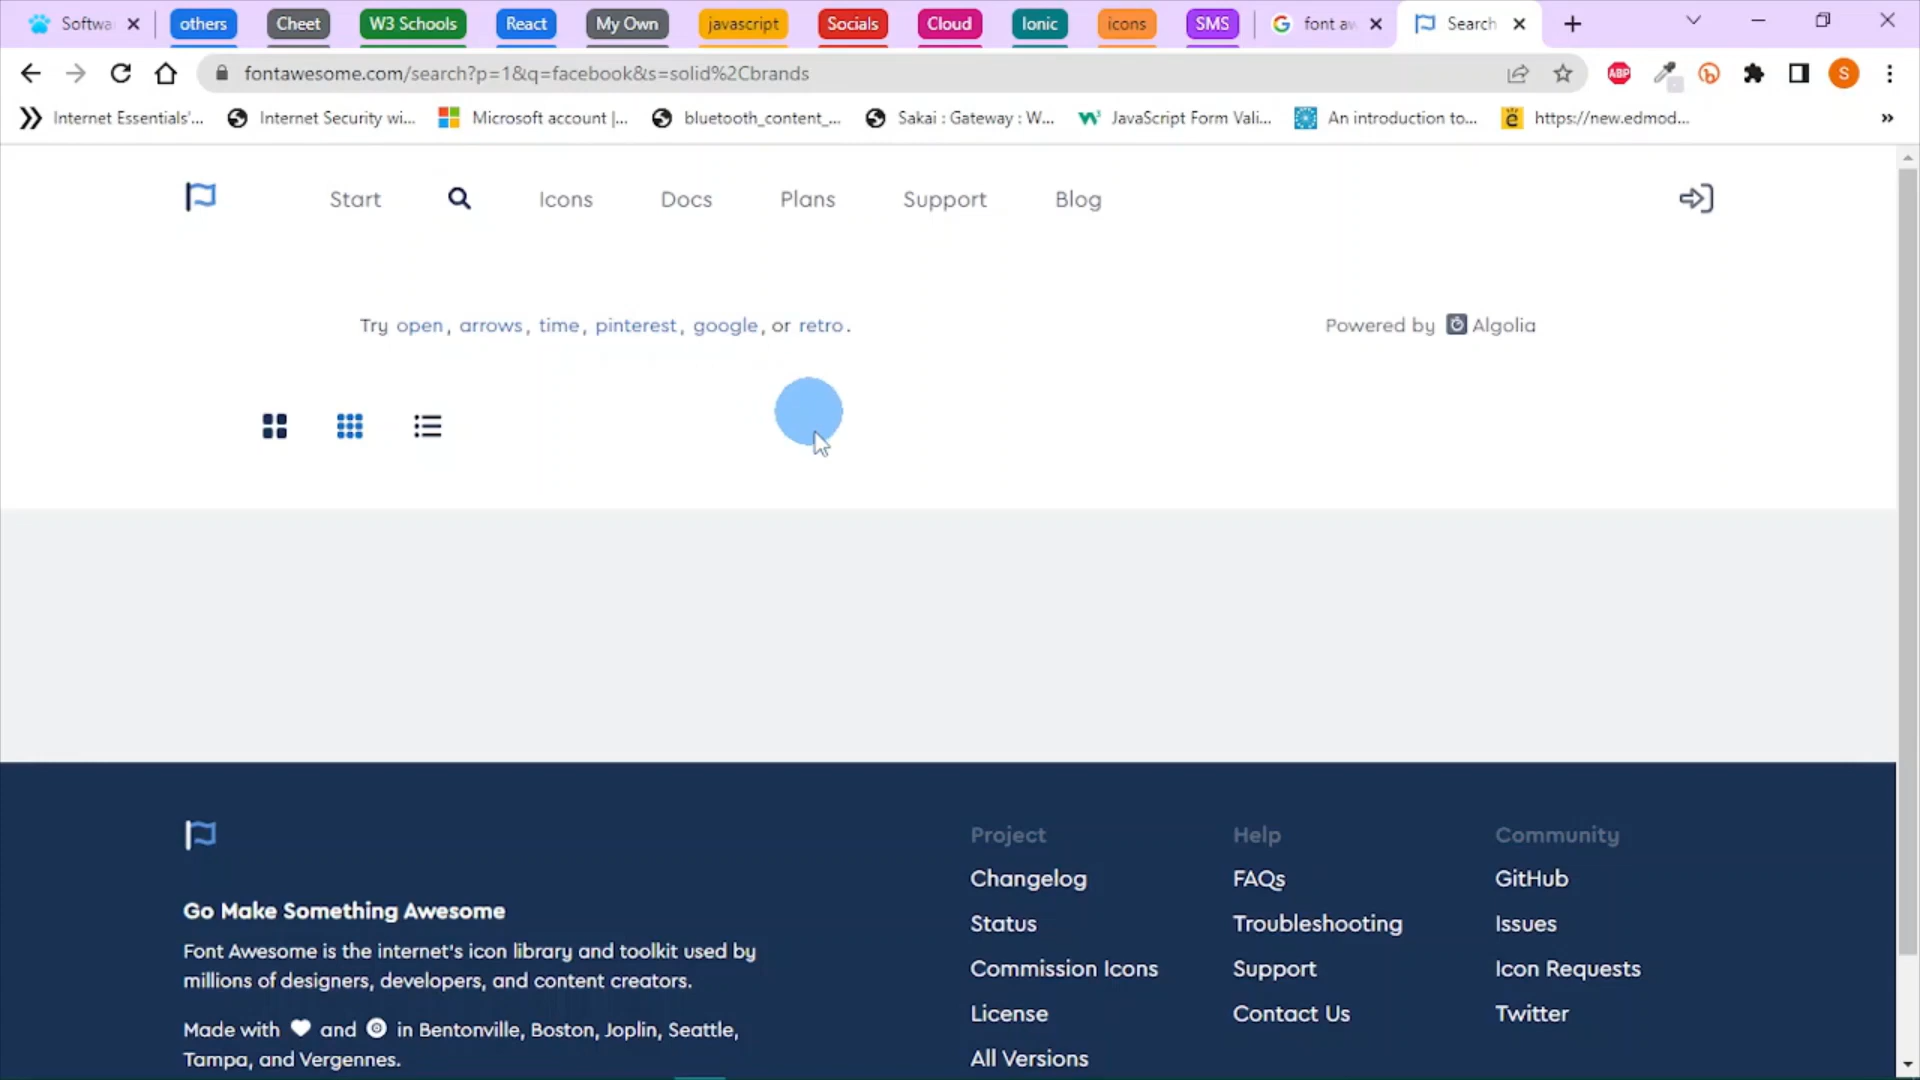 Softwa
others
Cheet
W3 Schools
React
My Own
javascript
Socials
Cloud
Ionic
icons
SMS
font aw
Search
fontawesome.com/search?p=1&q=facebook&s=solid%2Cbrands
ABP
S
Internet Essentials'...
Internet Security wi...
Microsoft account |...
bluetooth_content_...
Sakai : Gateway : W...
JavaScript Form Vali...
An introduction to...
https://new.edmod...
Start
Icons
Docs
Plans
Support
Blog
Try open, arrows, time, pinterest, google, or retro.
Powered by Algolia
Go Make Something Awesome
Font Awesome is the internet's icon library and toolkit used by
millions of designers, developers, and content creators.
Made with and in Bentonville, Boston, Joplin, Seattle,
Tampa, and Vergennes.
Project
Changelog
Status
Commission Icons
License
All Versions
Help
FAQs
Troubleshooting
Support
Contact Us
Community
GitHub
Issues
Icon Requests
Twitter